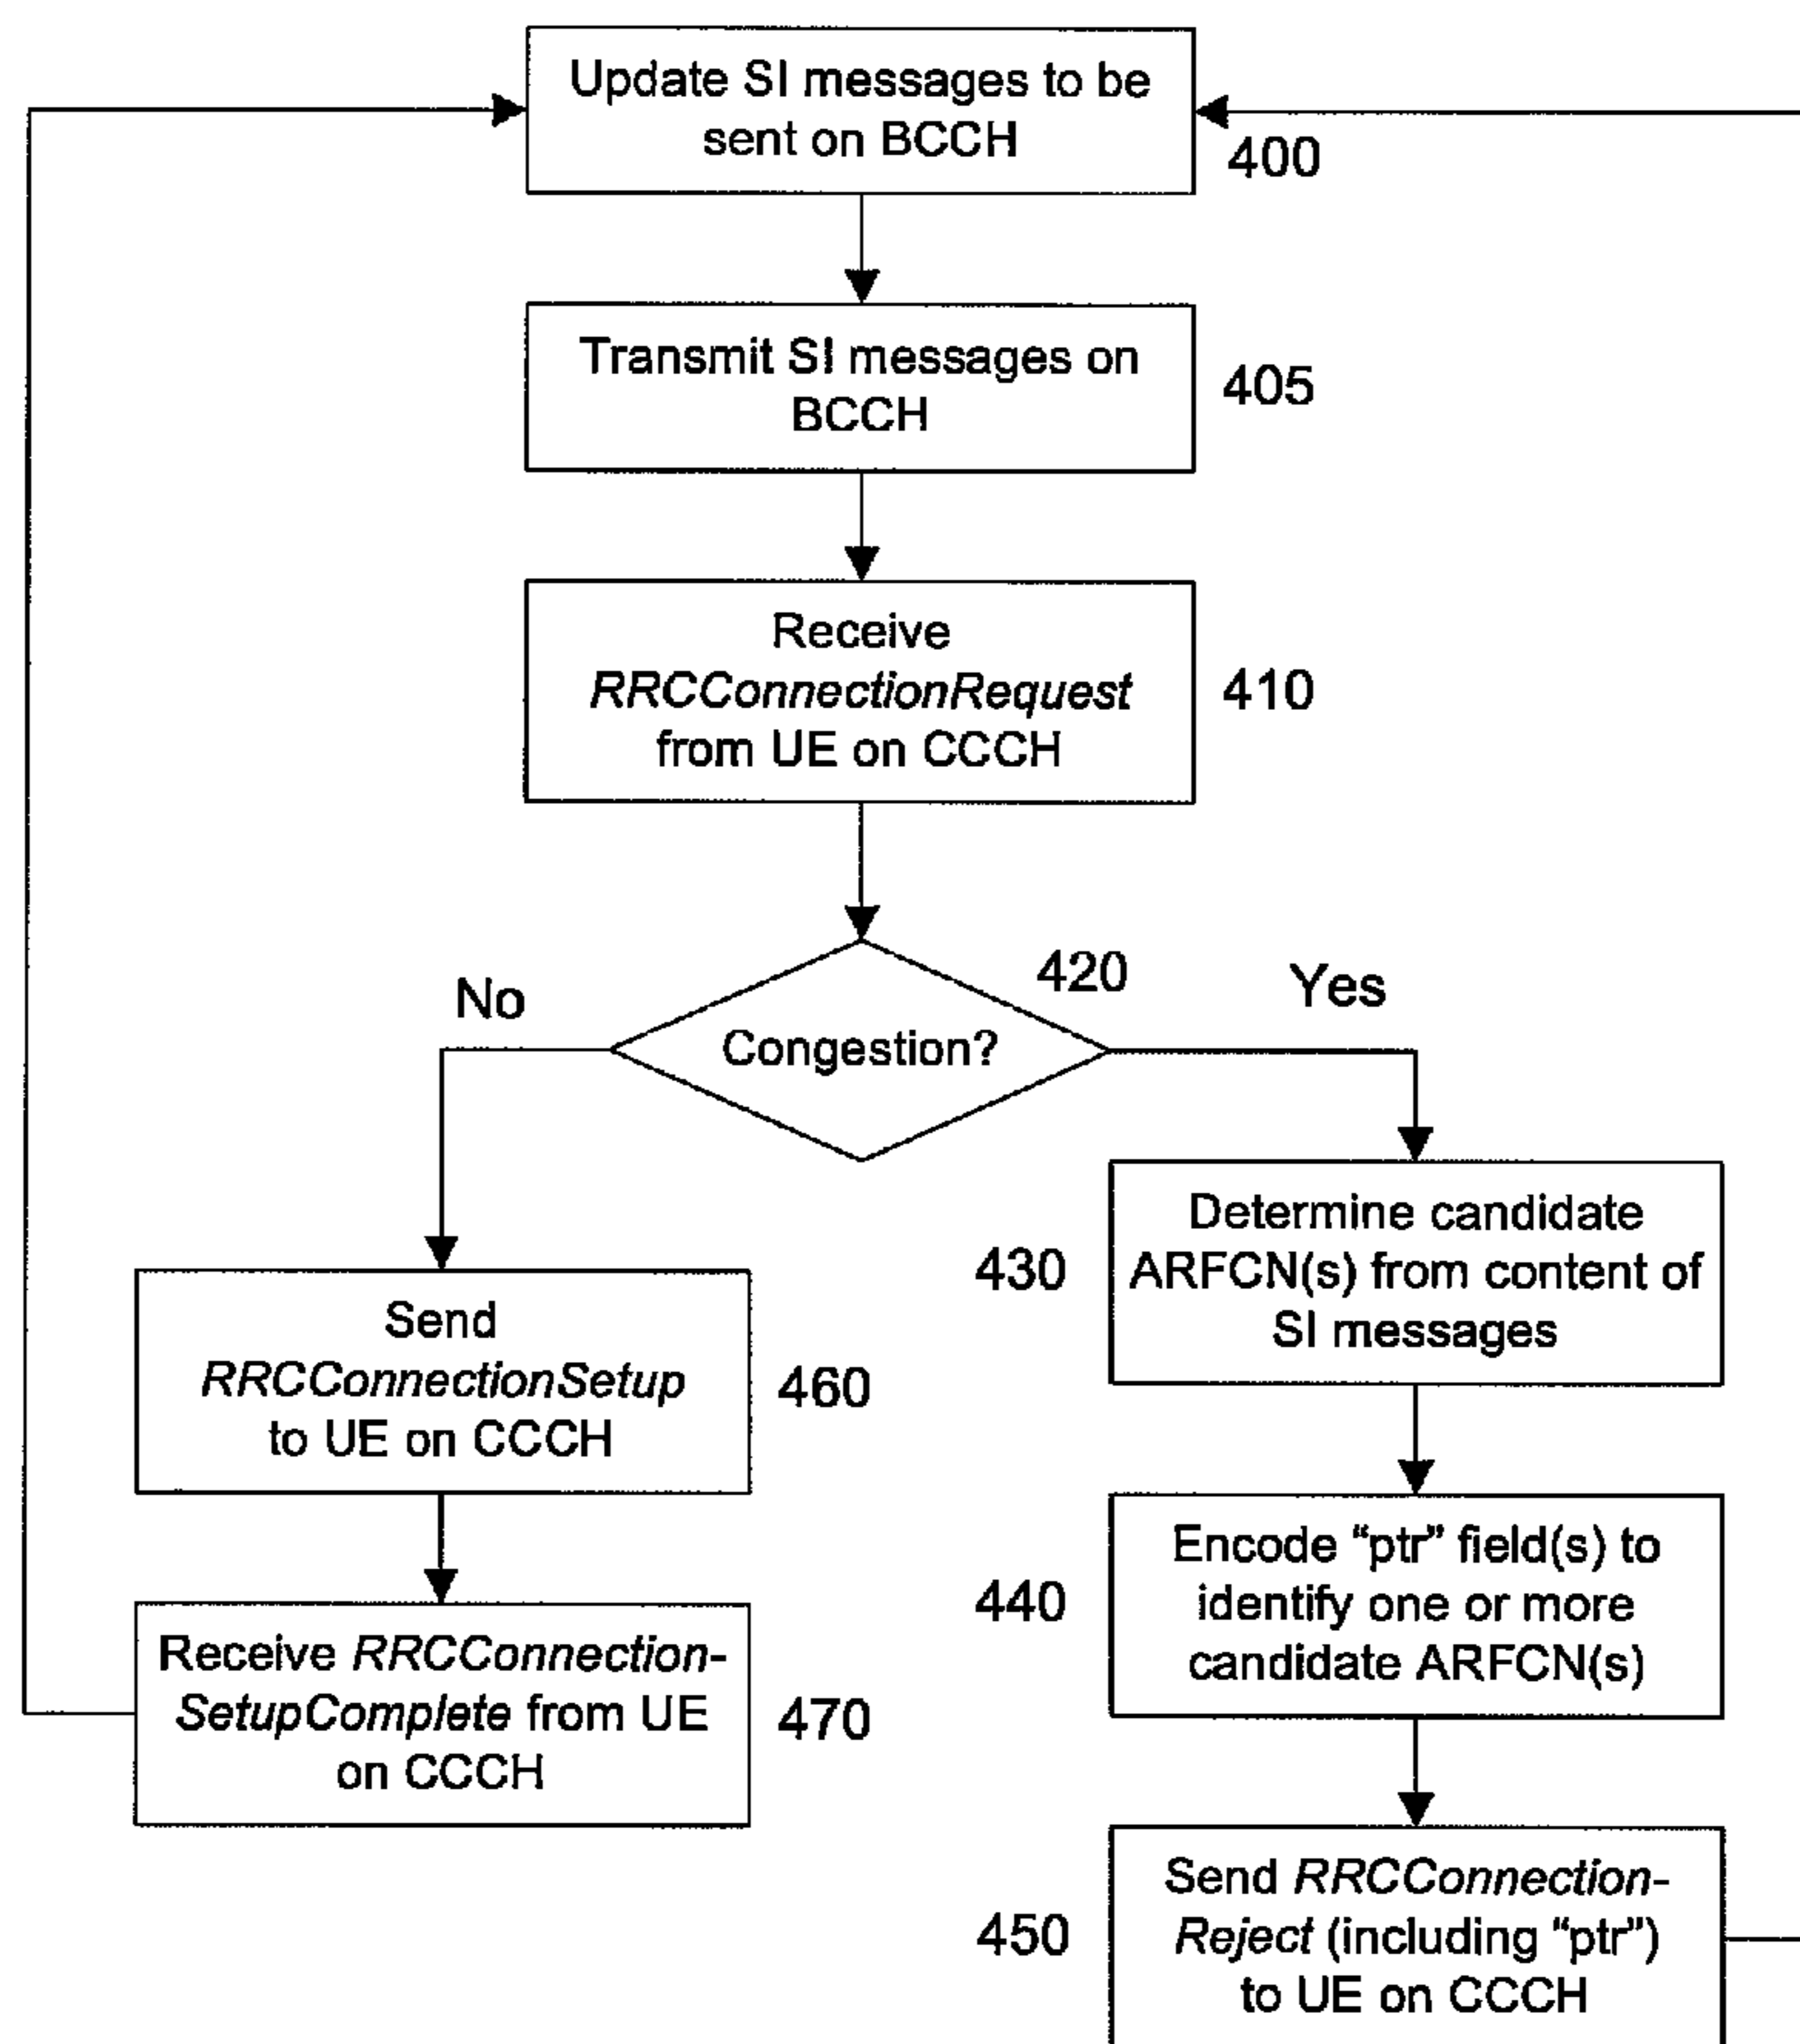 Update SI messages to be
sent on BCCH
400
Transmit SI messages on
BCCH
405
Receive
RRCConnectionRequest
from UE on CCCH
410
420
No
Yes
Congestion?
Determine candidate
ARFCN(s) from content of
SI messages
430
Send
RRCConnectionSetup
to UE on CCCH
460
Encode “ptr” field(s) to
identify one or more
candidate ARFCN(s)
440
Receive RRCConnection-
SetupComplete from UE
on CCCH
470
Send RRCConnection-
Reject (including “ptr”)
to UE on CCCH
450